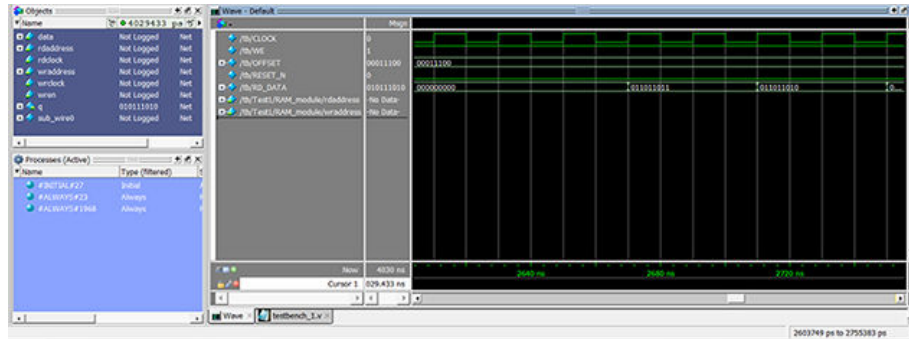 Objects
Name 4029433 ps
data Not Logged Net
rdaddress Not Logged Net
rdclock Not Logged Net
wraddress Not Logged Net
wrclock Not Logged Net
wren Not Logged Net
q 010111010 Net
sub_wire0 Not Logged Net
Processes (Active)
Name Type (filtered)
#INITIAL#27 Initial
#ALWAYS#23 Always
#ALWAYS#1968 Always
Wave - Default
Msgs
/tb/CLOCK 0
/tb/WE 1
/tb/OFFSET 00011100 00011100
/tb/RESET_N 0
/tb/RD_DATA 010111010 000000000 011011011 011011010 0...
/tb/Test1/RAM_module/rdaddress -No Data-
/tb/Test1/RAM_module/wraddress -No Data-
Now 4030 ns 2640 ns 2680 ns 2720 ns
Cursor 1 029.433 ns
Wave testbench_1.v
2603749 ps to 2755383 ps